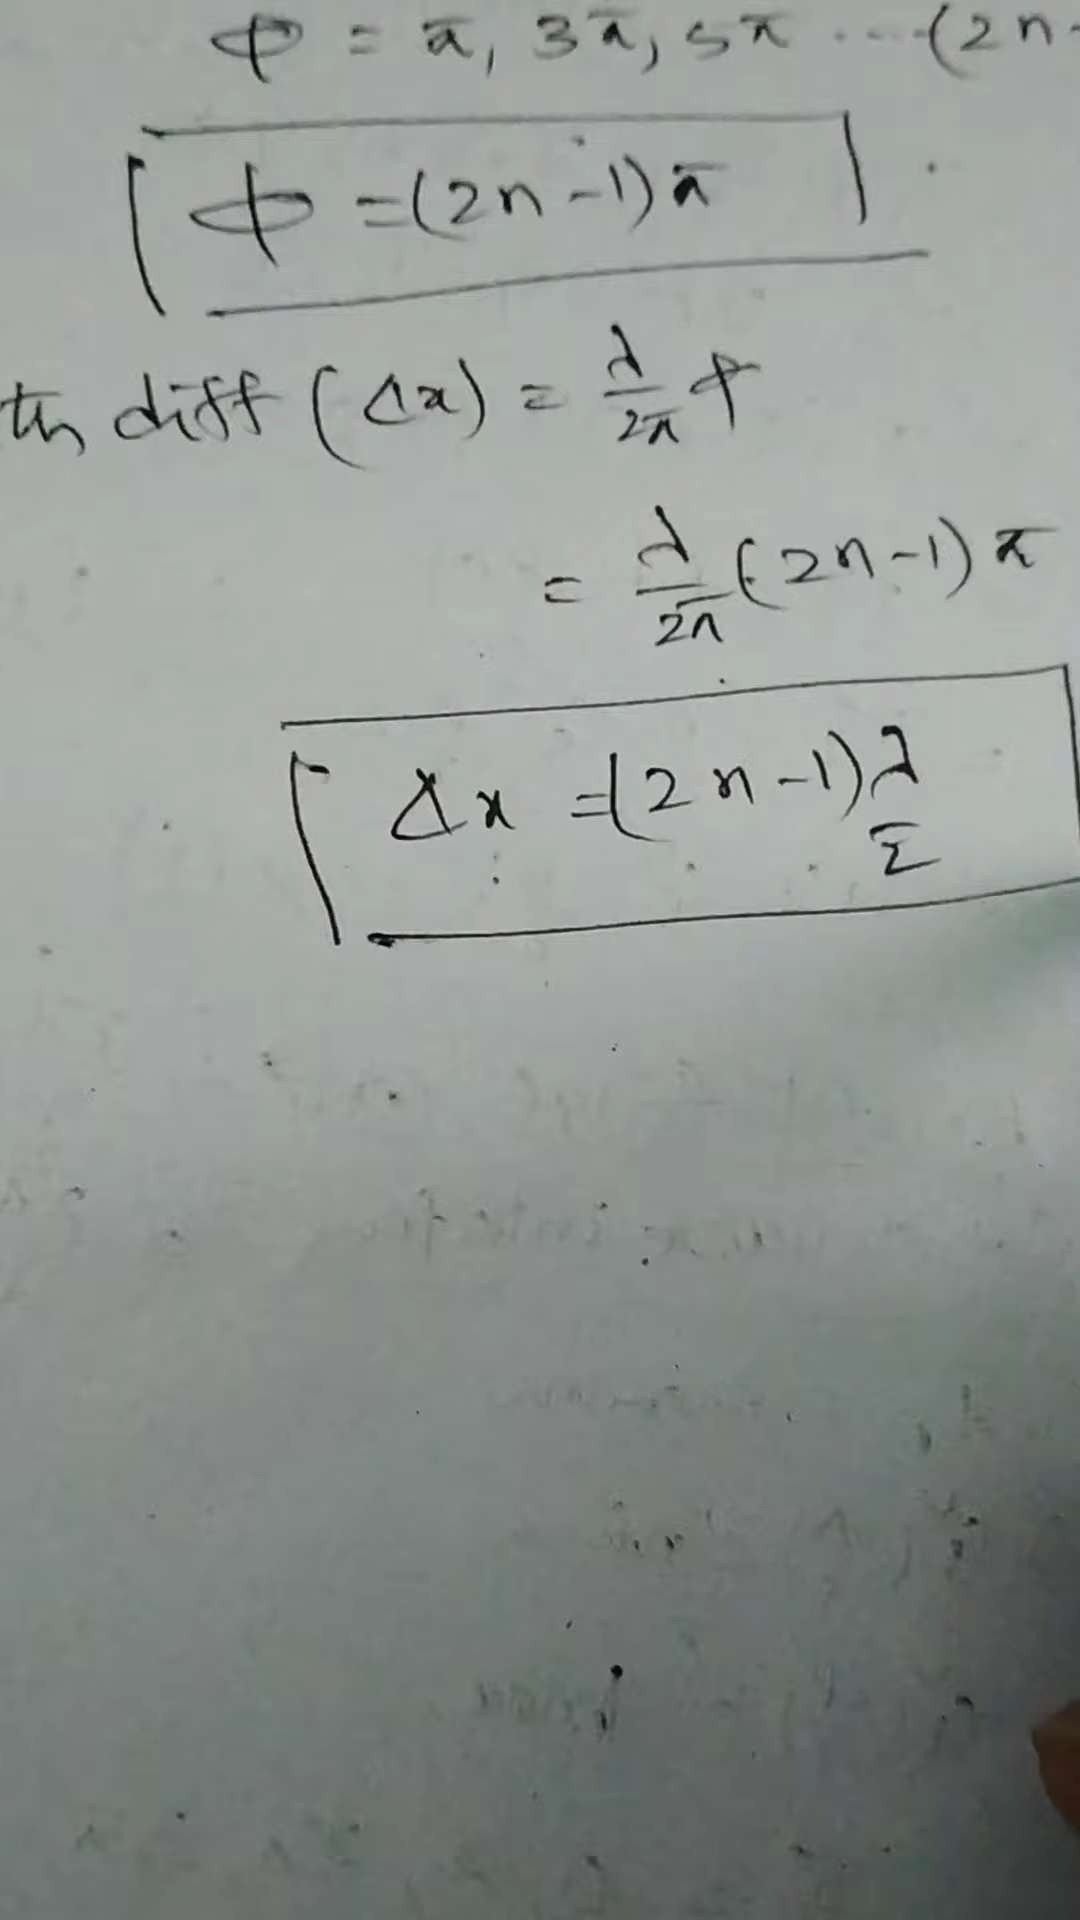 Φ = π, 3π, 5π ....(2n-
Φ = (2n-1)π
th diff (Δx) = λ/2π Φ
= λ/2π (2n-1) π
Δx = (2n-1) λ/2